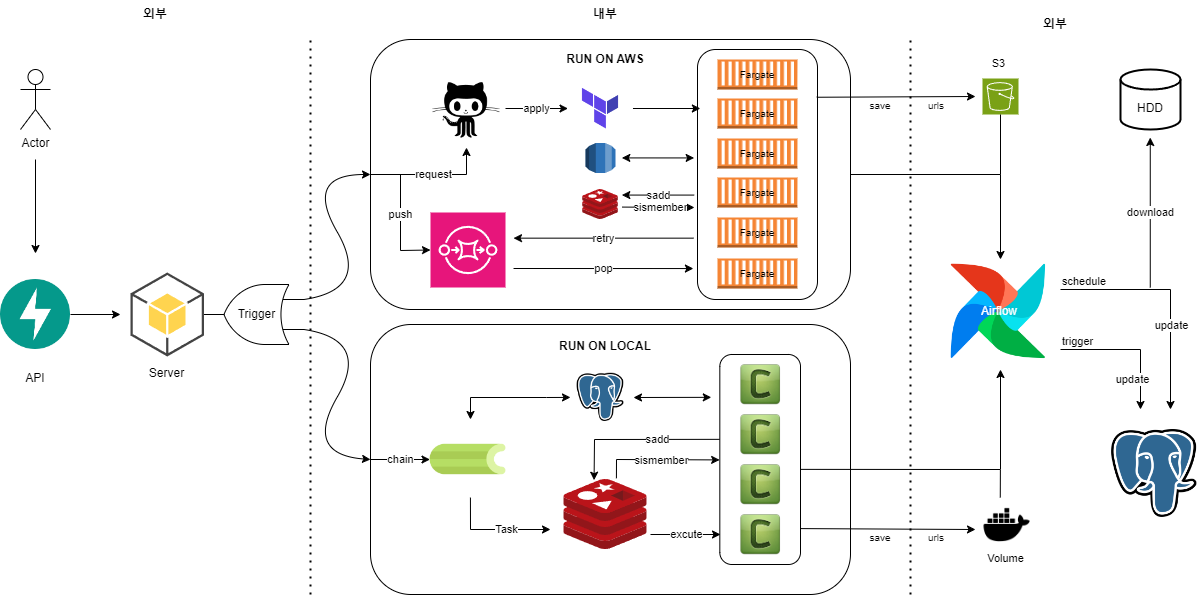 외부
내부
외부
RUN ON AWS
Actor
API
Server
Trigger
apply
request
push
sadd
sismember
retry
pop
Fargate
Fargate
Fargate
Fargate
Fargate
Fargate
save
urls
S3
HDD
download
Airflow
schedule
update
trigger
update
RUN ON LOCAL
chain
Task
sadd
sismember
excute
C
C
C
C
save
urls
Volume